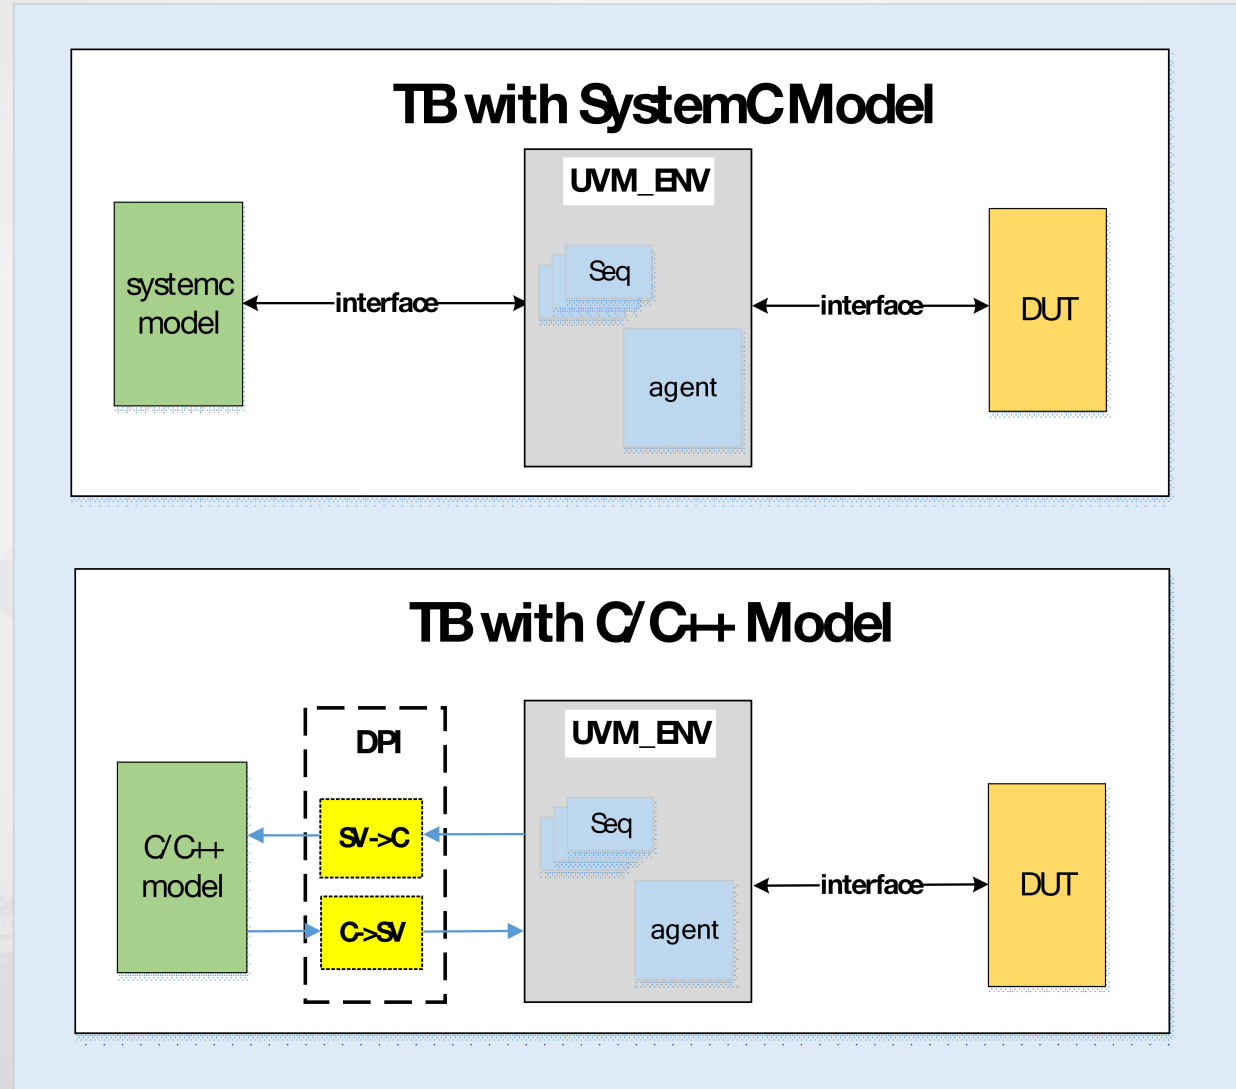 TB with SystemC Model
UVM_ENV
Seq
systemc
model
interface
interface
DUT
agent
TB with C/C++ Model
DPI
UVM_ENV
SV->C
Seq
C/C++
model
interface
DUT
C->SV
agent